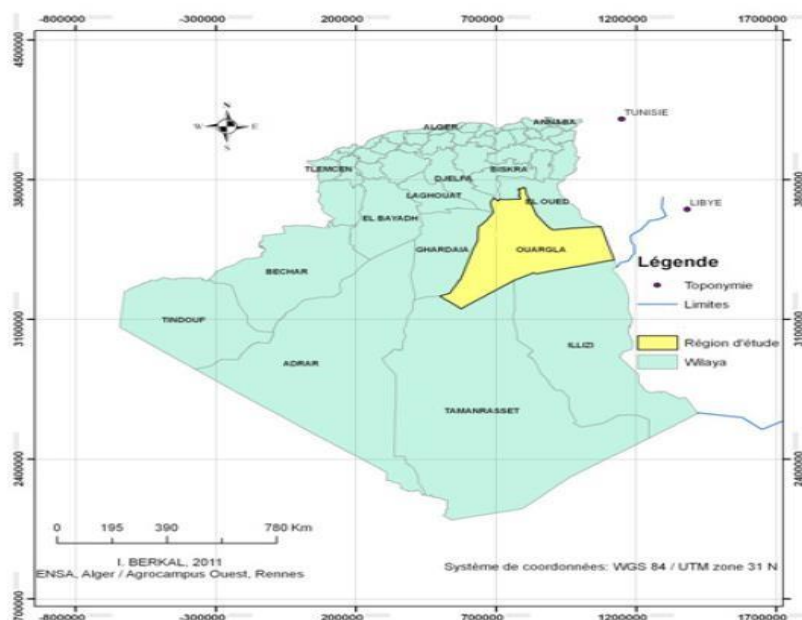 -800000 -300000 200000 700000 1200000 1700000
4500000
N
W E
S
TUNISIE
ALGER ANNABA
TLEMCEN BISKRA
3800000 3800000
DJELFA
LAGHOUAT EL OUED LIBYE
EL BAYADH
GHARDAIA OUARGLA
BECHAR
Légende
Toponymie
Limites
TINDOUF
3100000 3100000
Région d'étude
ILLIZI
Wilaya
ADRAR
TAMANRASSET
2400000 2400000
0 195 390 780 Km
I. BERKAL, 2011
ENSA, Alger / Agrocampus Ouest, Rennes
Système de coordonnées: WGS 84 / UTM zone 31 N
-800000 -300000 200000 700000 1200000 1700000